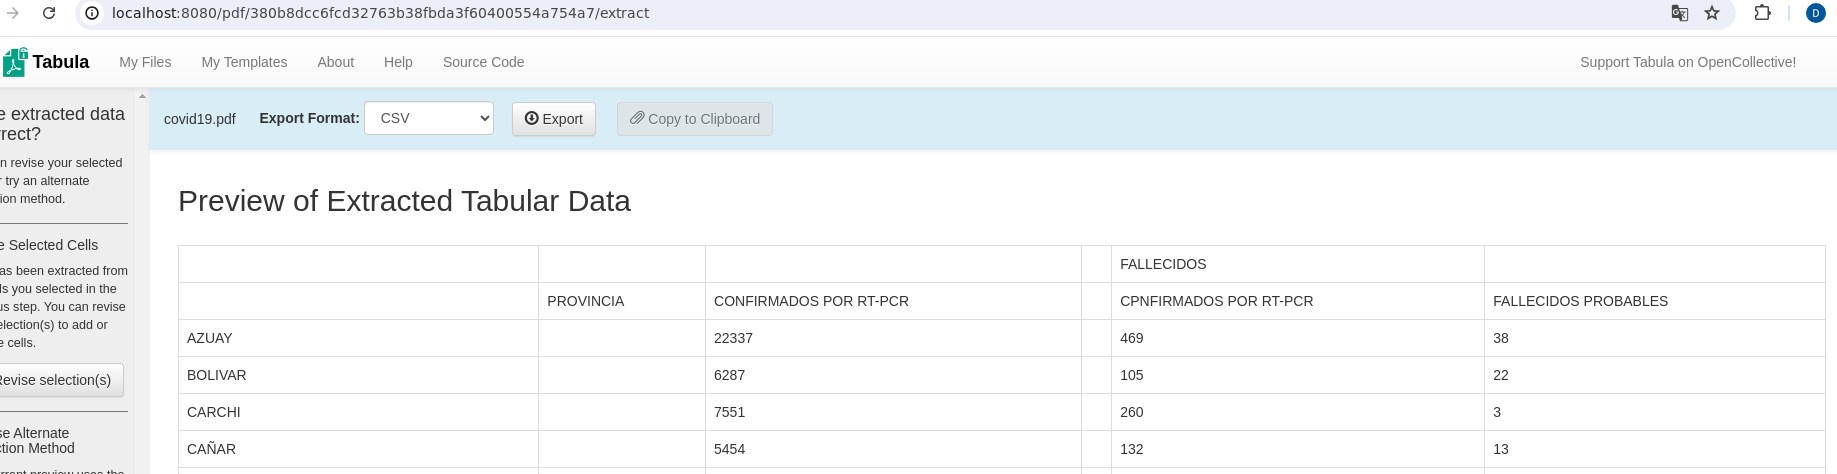 localhost:8080/pdf/380b8dcc6fcd32763b38fbda3f60400554a754a7/extract
D
Tabula My Files My Templates About Help Source Code Support Tabula on OpenCollective!
e extracted data
rrect?
n revise your selected
r try an alternate
ion method.
e Selected Cells
as been extracted from
ls you selected in the
us step. You can revise
election(s) to add or
e cells.
Revise selection(s)
se Alternate
ction Method
covid19.pdf Export Format: CSV Export Copy to Clipboard
Preview of Extracted Tabular Data
FALLECIDOS
PROVINCIA CONFIRMADOS POR RT-PCR CPNFIRMADOS POR RT-PCR FALLECIDOS PROBABLES
AZUAY 22337 469 38
BOLIVAR 6287 105 22
CARCHI 7551 260 3
CAÑAR 5454 132 13